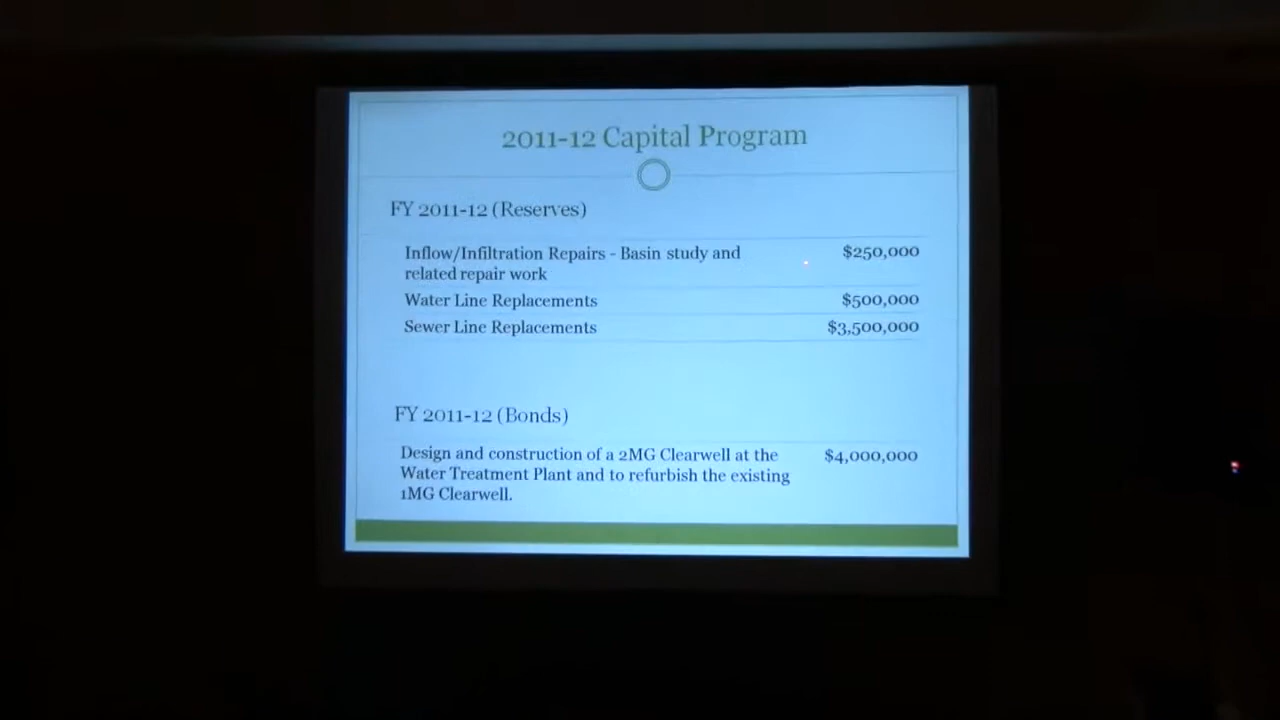 2011-12 Capital Program
FY 2011-12 (Reserves)
Inflow/Infiltration Repairs - Basin study and $250,000
related repair work
Water Line Replacements $500,000
Sewer Line Replacements $3,500,000
FY 2011-12 (Bonds)
Design and construction of a 2MG Clearwell at the $4,000,000
Water Treatment Plant and to refurbish the existing
1MG Clearwell.